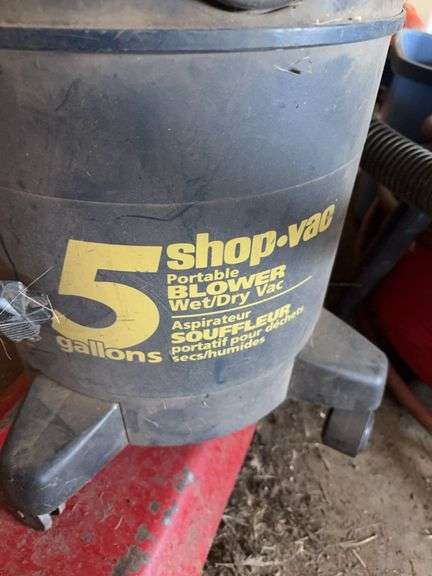 5
gallons
shop•vac
Portable
BLOWER
Wet/Dry Vac
Aspirateur
SOUFFLEUR
portatif pour déchets
secs/humides